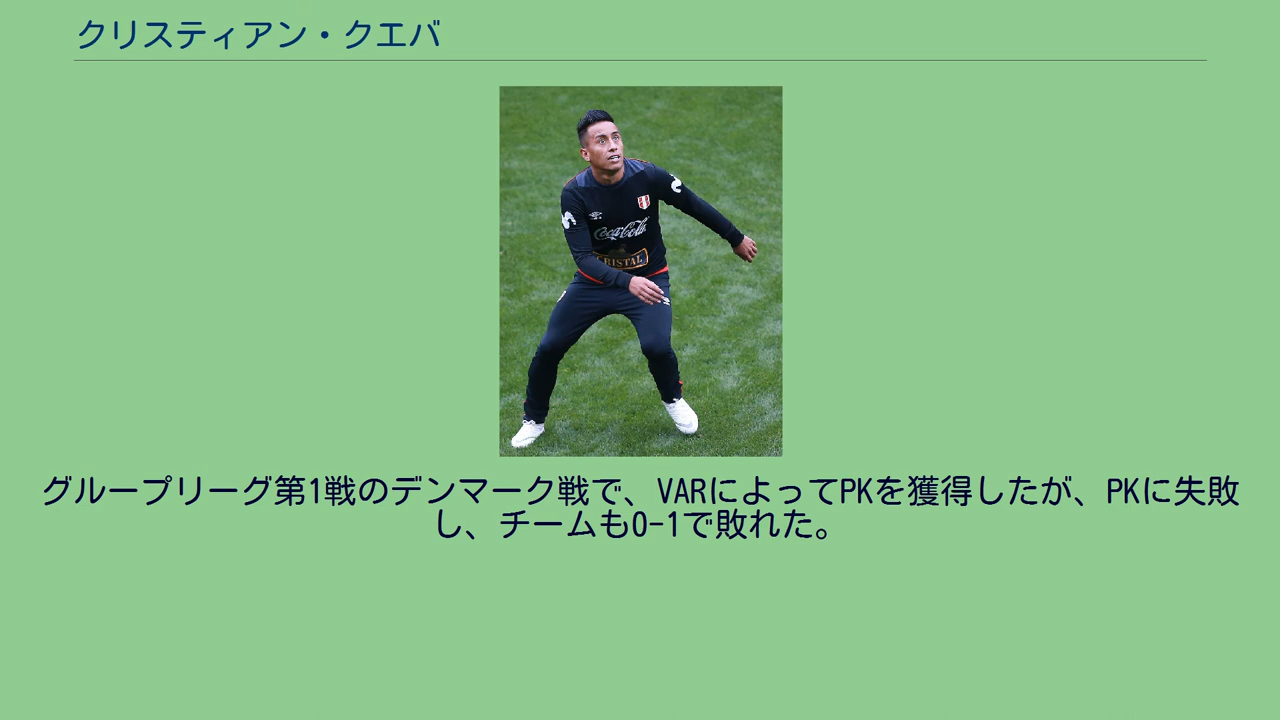 クリスティアン・クエバ
Coca-Cola
CRISTAL
グループリーグ第1戦のデンマーク戦で、VARによってPKを獲得したが、PKに失敗
し、チームも0-1で敗れた。